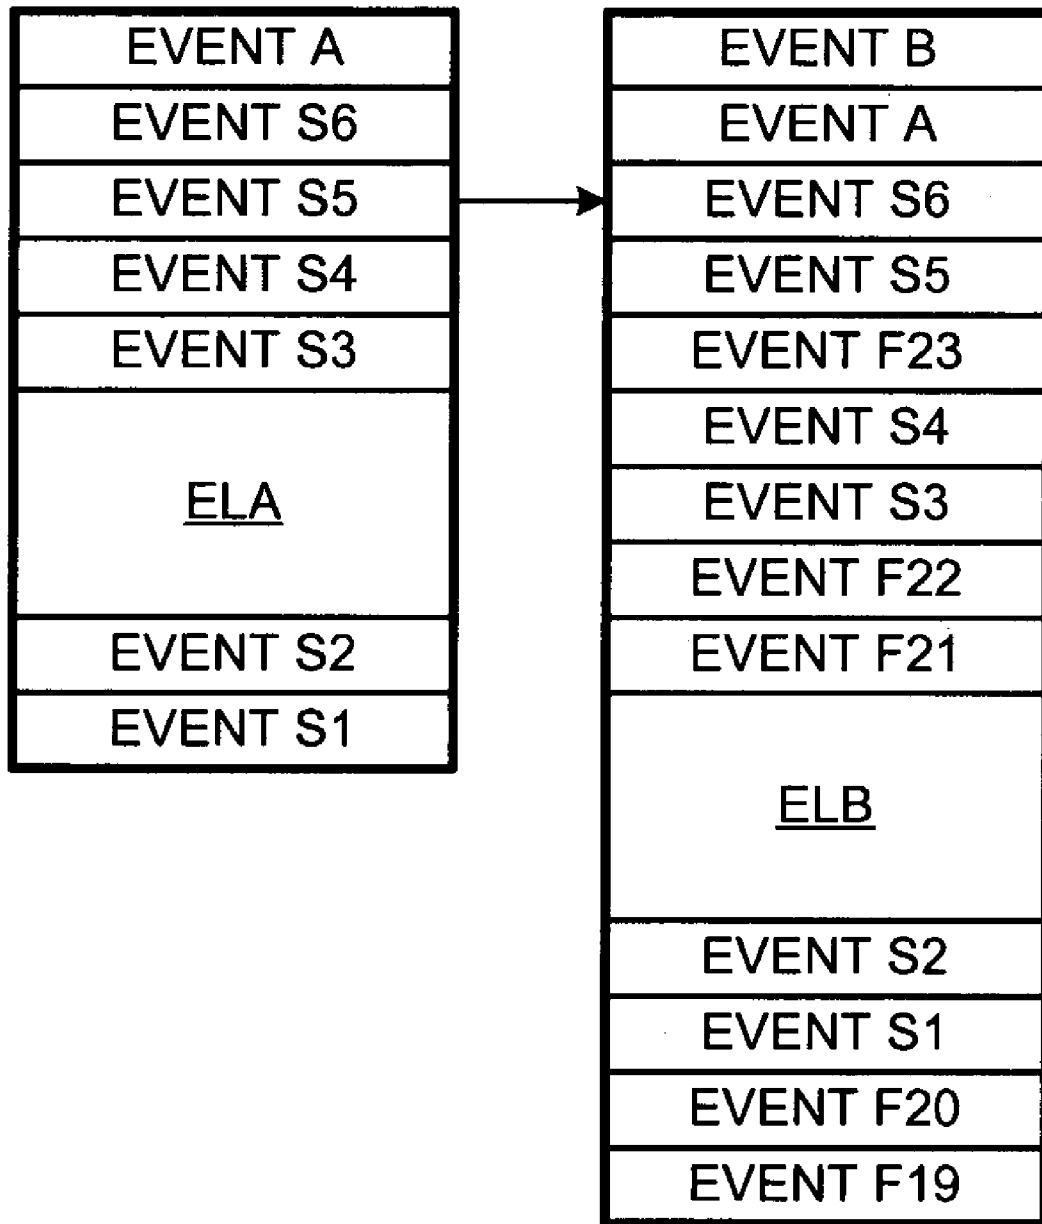 EVENT A
EVENT S6
EVENT S5
EVENT S4
EVENT S3
ELA
EVENT S2
EVENT S1
EVENT B
EVENT A
EVENT S6
EVENT S5
EVENT F23
EVENT S4
EVENT S3
EVENT F22
EVENT F21
ELB
EVENT S2
EVENT S1
EVENT F20
EVENT F19